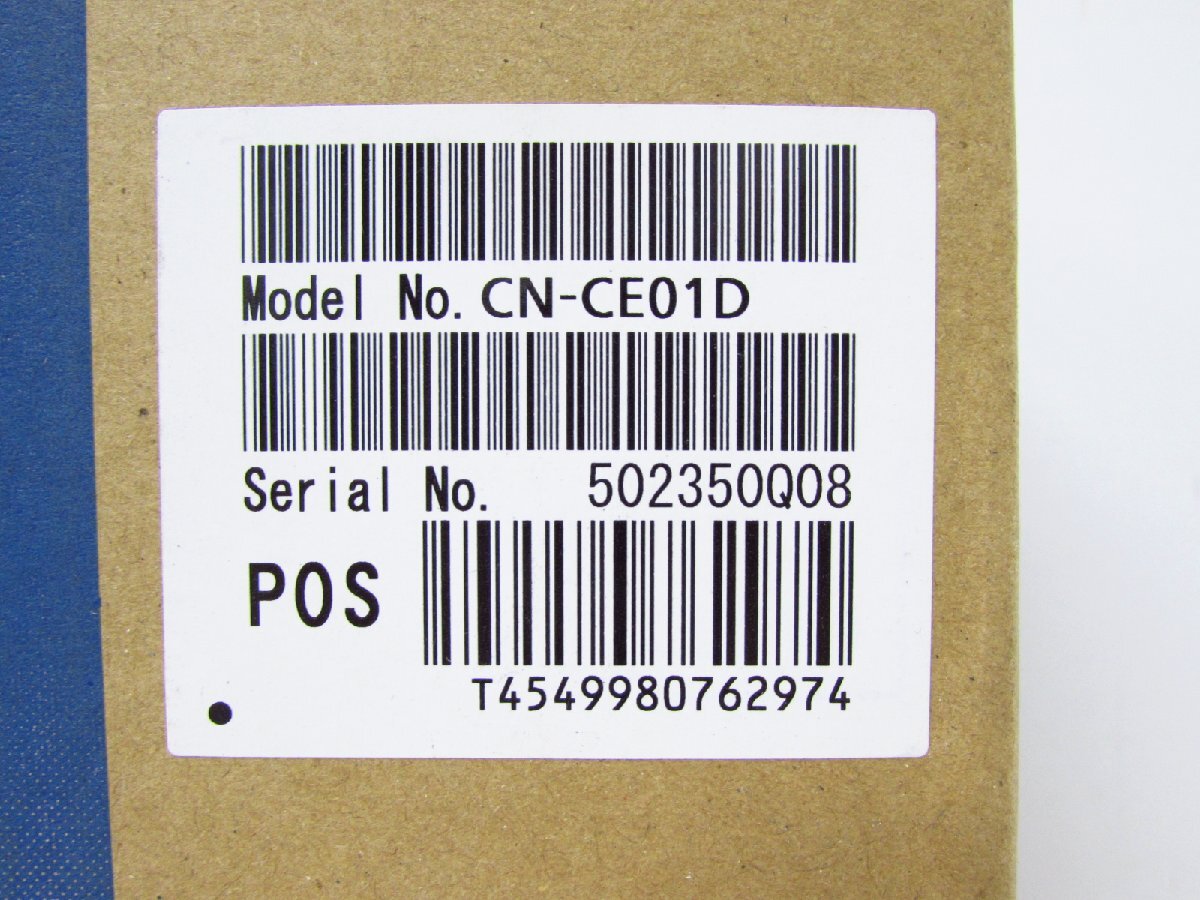 Model No. CN-CE01D
Serial No. 502350Q08
POS
T4549980762974